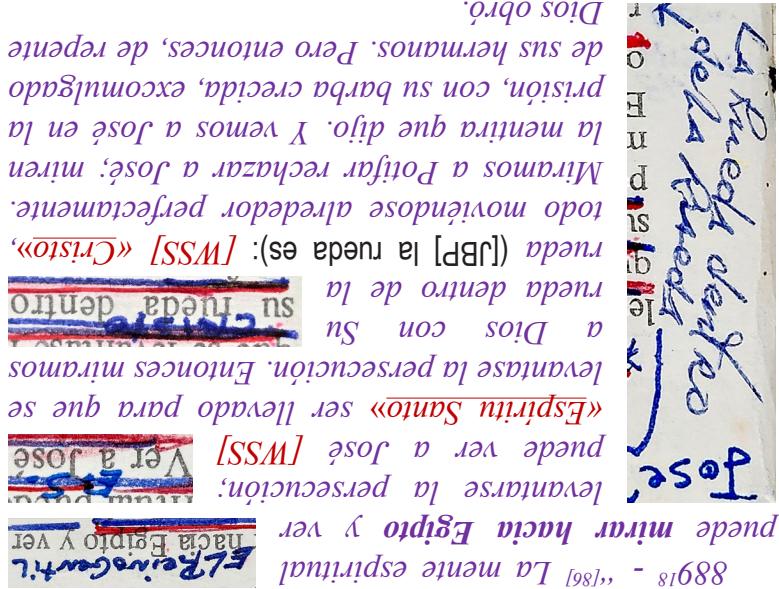 889₁₈ - “[86] La mente espiritual
puede mirar hacia Egipto y ver
levantarse la persecución;
puede ver a José [WSS]
«Espíritu Santo» ser llevado para que se
levantase la persecución. Entonces miramos
a Dios con Su
rueda dentro de la
rueda ([JBP] la rueda es): [WSS] «Cristo»,
todo moviéndose alrededor perfectamente.
Miramos a Potifar rechazar a José; miren
la mentira que dijo. Y vemos a José en la
prisión, con su barba crecida, excomulgado
de sus hermanos. Pero entonces, de repente
Dios obró.
EL Reino Gentil
hacia Egipto y ver
E.S.
Ver a José
Cristo
su rueda dentro
José
La Rueda dentro
de la Rueda
le
qu
su
p
n
E
o